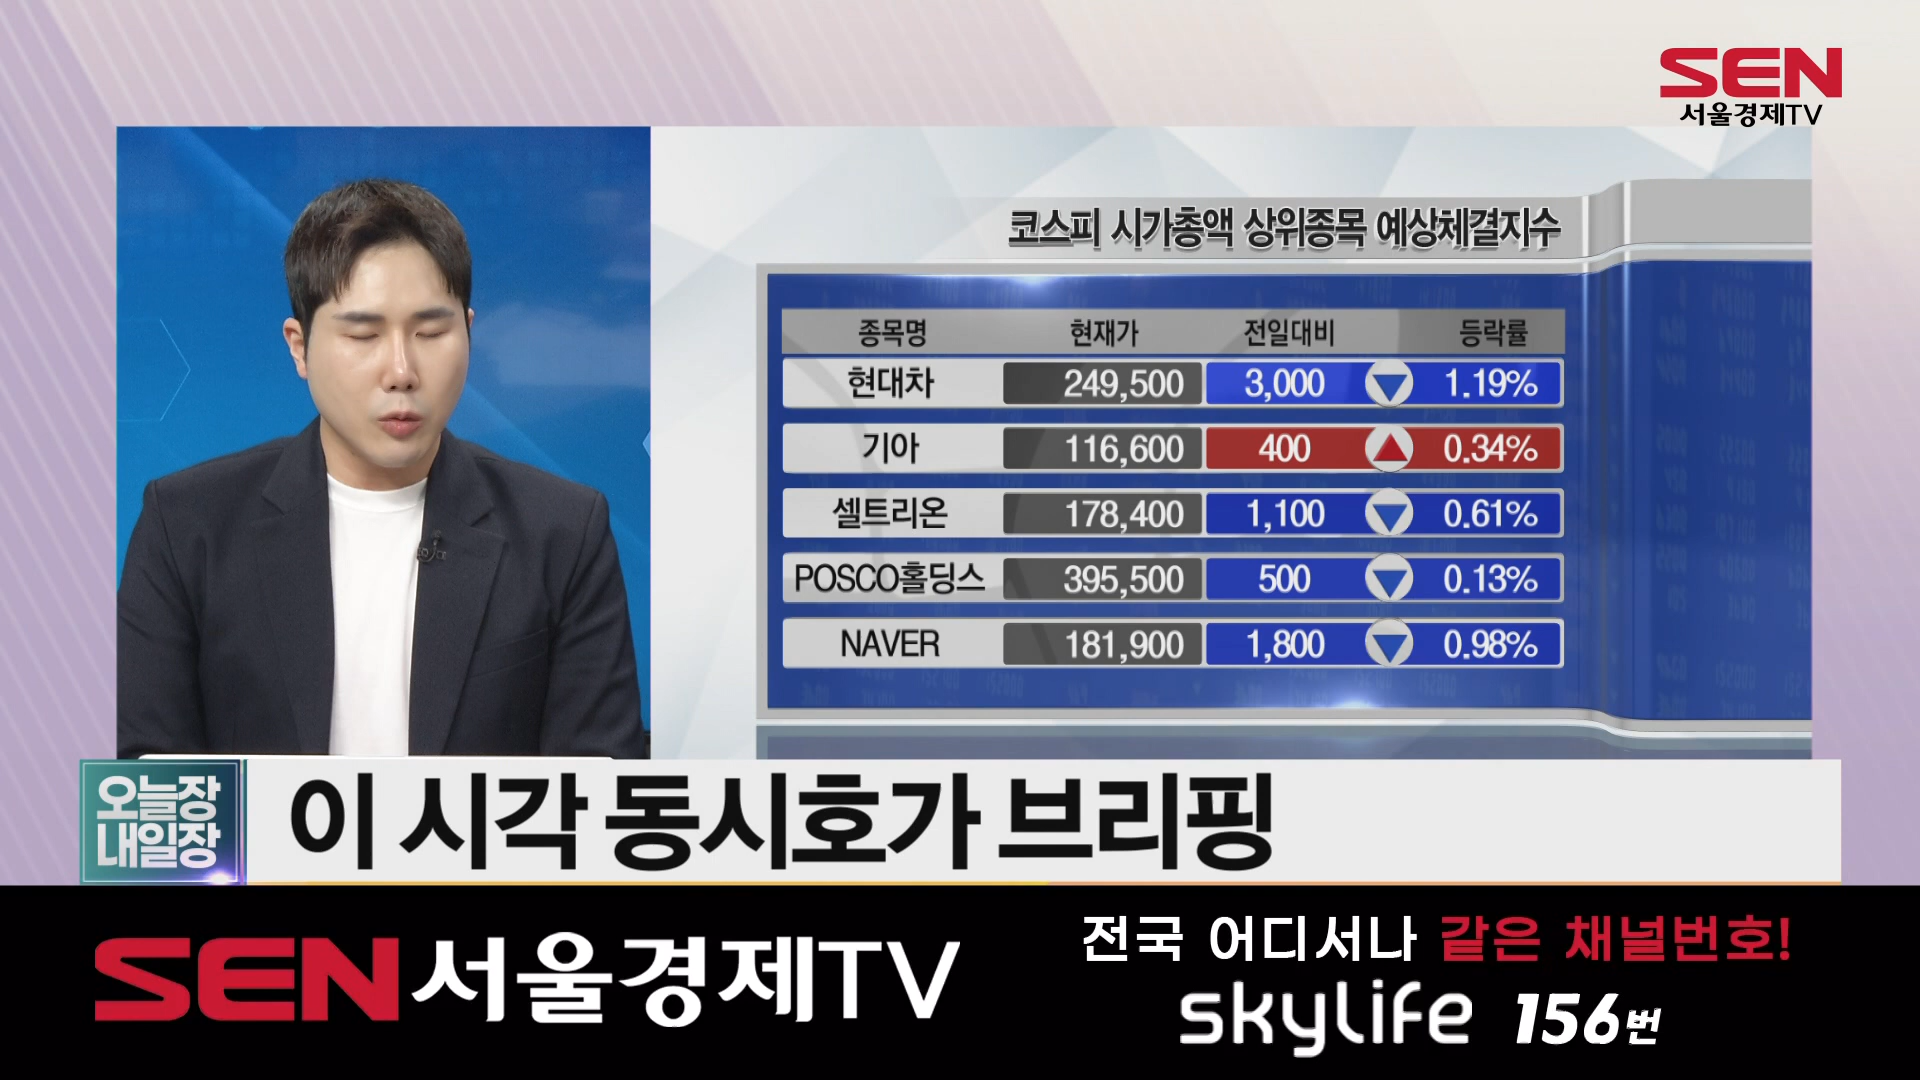 SEN
서울경제TV
코스피 시가총액 상위종목 예상체결지수
종목명 현재가 전일대비 등락률
현대차 249,500 3,000 ▼ 1.19%
기아 116,600 400 ▲ 0.34%
셀트리온 178,400 1,100 ▼ 0.61%
POSCO홀딩스 395,500 500 ▼ 0.13%
NAVER 181,900 1,800 ▼ 0.98%
오늘장
내일장
이 시각 동시호가 브리핑
SEN서울경제TV
전국 어디서나 같은 채널번호!
skylife 156번